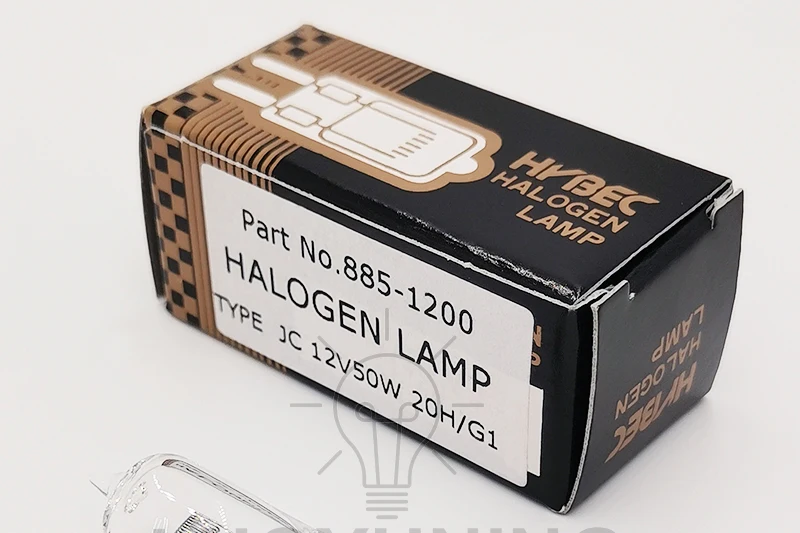 HYBEC
HALOGEN
LAMP
Part No.885-1200
HALOGEN LAMP
TYPE JC 12V50W 20H/G1
HYBEC
HALOGEN
LAMP